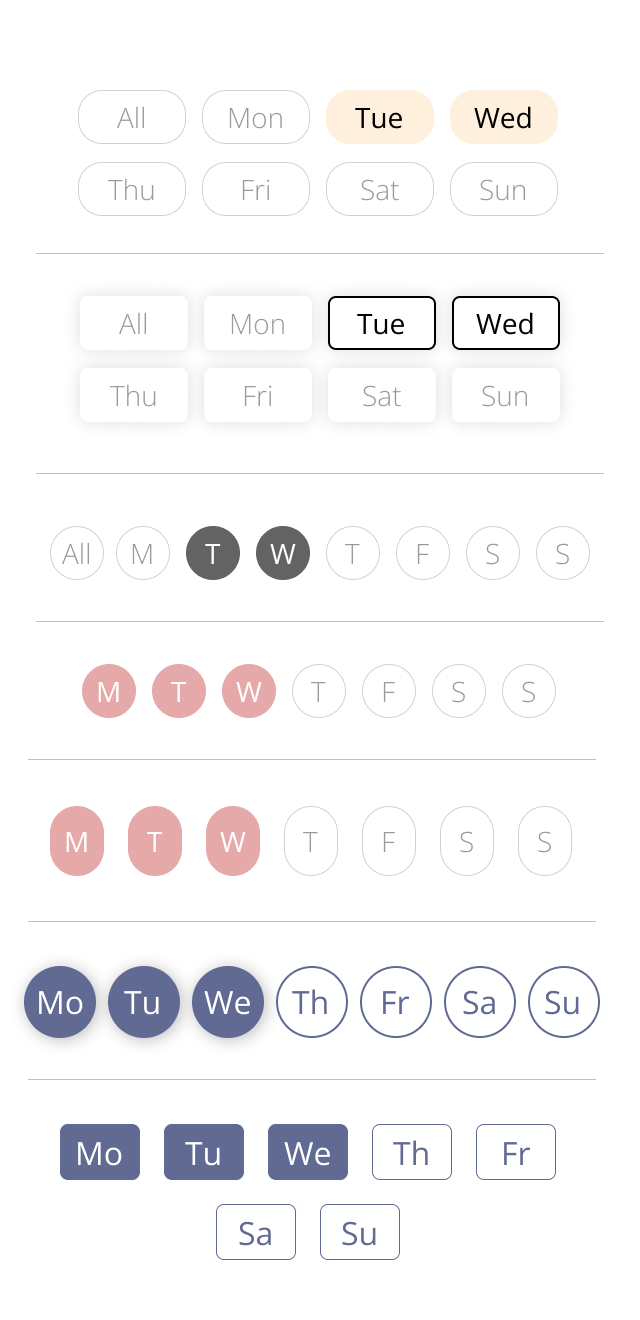 All Mon Tue Wed
Thu Fri Sat Sun
All Mon Tue Wed
Thu Fri Sat Sun
All M T W T F S S
M T W T F S S
M T W T F S S
Mo Tu We Th Fr Sa Su
Mo Tu We Th Fr
Sa Su